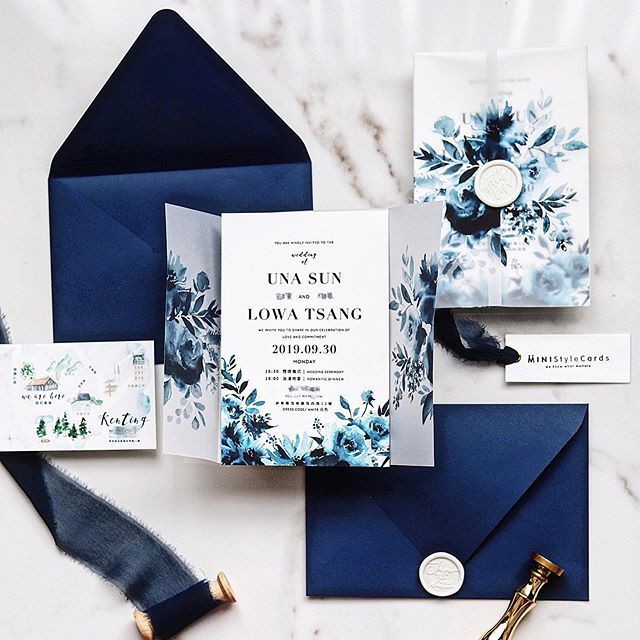 YOU ARE KINDLY INVITED TO THE
wedding of
UNA SUN
AND
LOWA TSANG
WE INVITE YOU TO SHARE IN OUR CELEBRATION OF
LOVE AND COMMITMENT
2019.09.30
MONDAY
WEDDING CEREMONY
ROMANTIC DINNER
DRESS CODE/ WHITE 白色
we are here
Kenting
MINIStyleCards